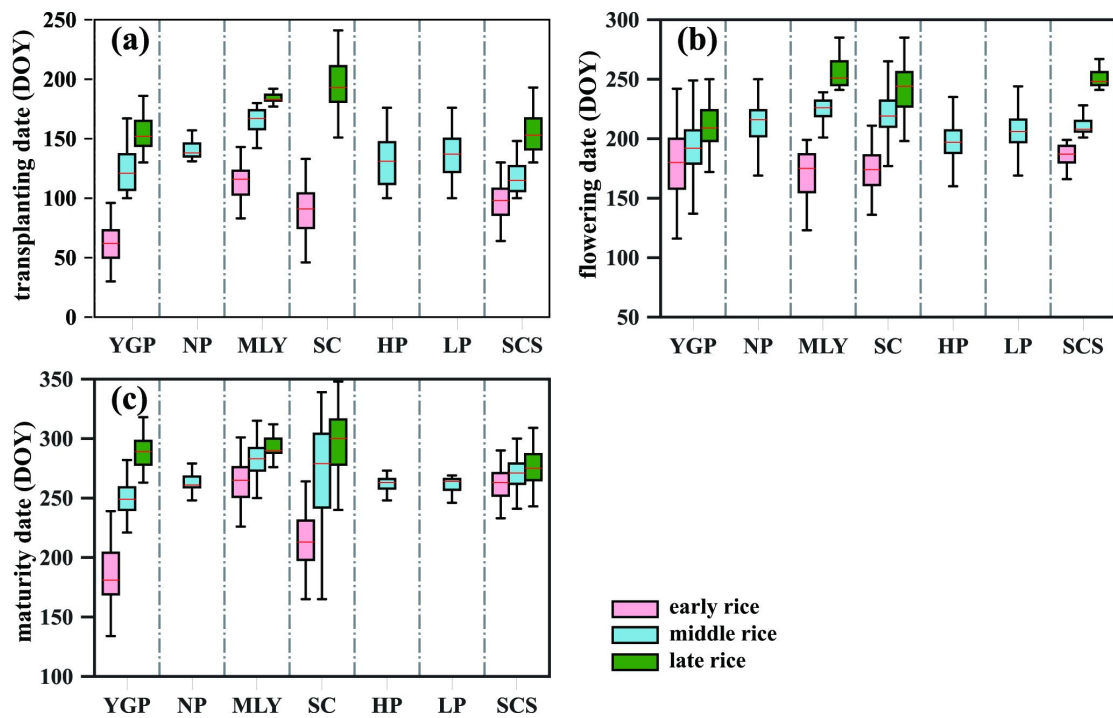 (a)
transplanting date (DOY)
250
200
150
100
50
0
YGP NP MLY SC HP LP SCS
(b)
flowering date (DOY)
300
250
200
150
100
50
YGP NP MLY SC HP LP SCS
(c)
maturity date (DOY)
350
300
250
200
150
100
YGP NP MLY SC HP LP SCS
early rice
middle rice
late rice